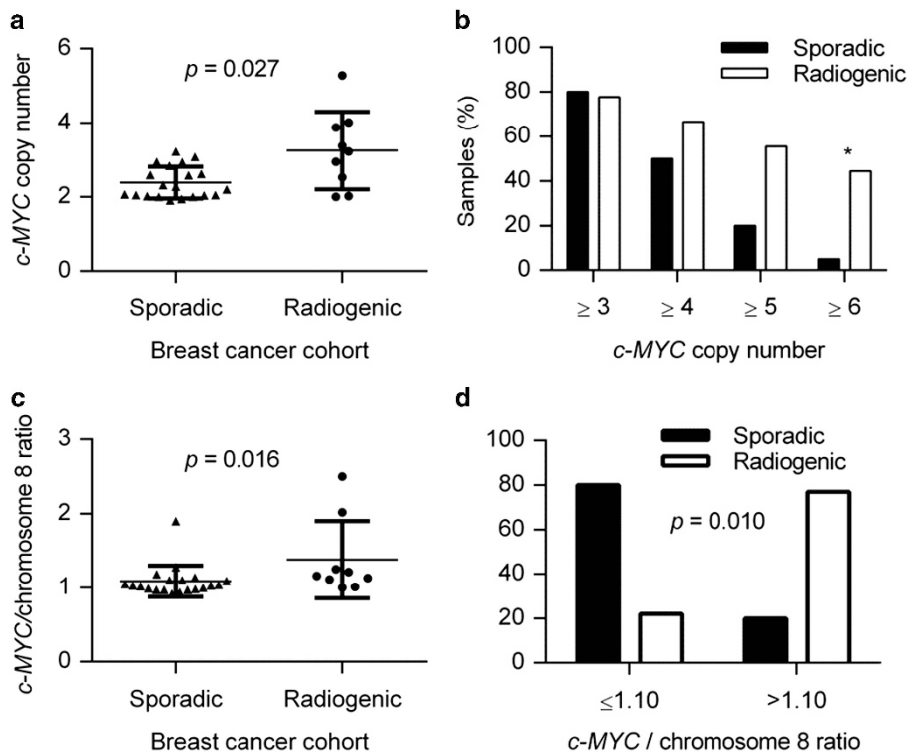 a
c-MYC copy number
6
4
2
0
p = 0.027
Sporadic
Radiogenic
Breast cancer cohort
b
Samples (%)
100
80
60
40
20
0
Sporadic
Radiogenic
*
≥ 3
≥ 4
≥ 5
≥ 6
c-MYC copy number
c
c-MYC/chromosome 8 ratio
3
2
1
0
p = 0.016
Sporadic
Radiogenic
Breast cancer cohort
d
100
80
60
40
20
0
Sporadic
Radiogenic
p = 0.010
≤1.10
>1.10
c-MYC / chromosome 8 ratio